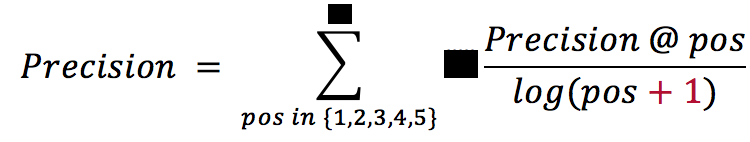 Precision = ∑ Precision @ pos
pos in {1,2,3,4,5} log(pos + 1)